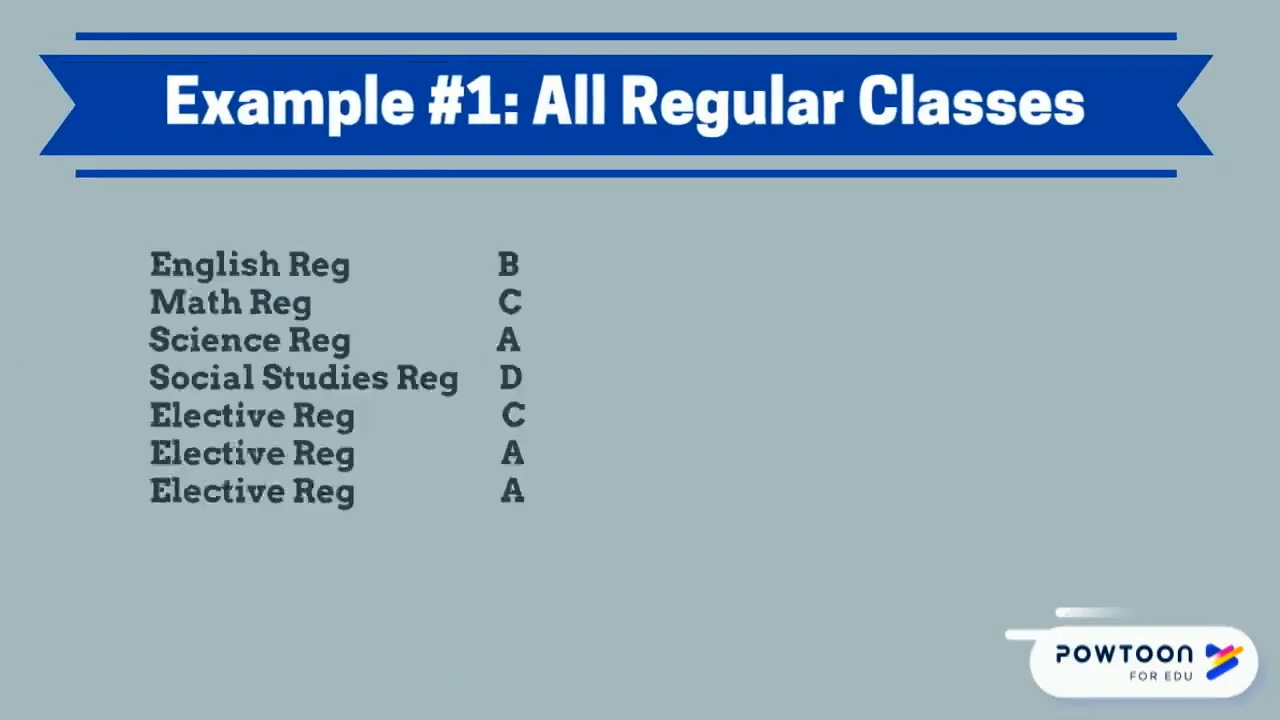 Example #1: All Regular Classes
English Reg B
Math Reg C
Science Reg A
Social Studies Reg D
Elective Reg C
Elective Reg A
Elective Reg A
POWTOON
FOR EDU